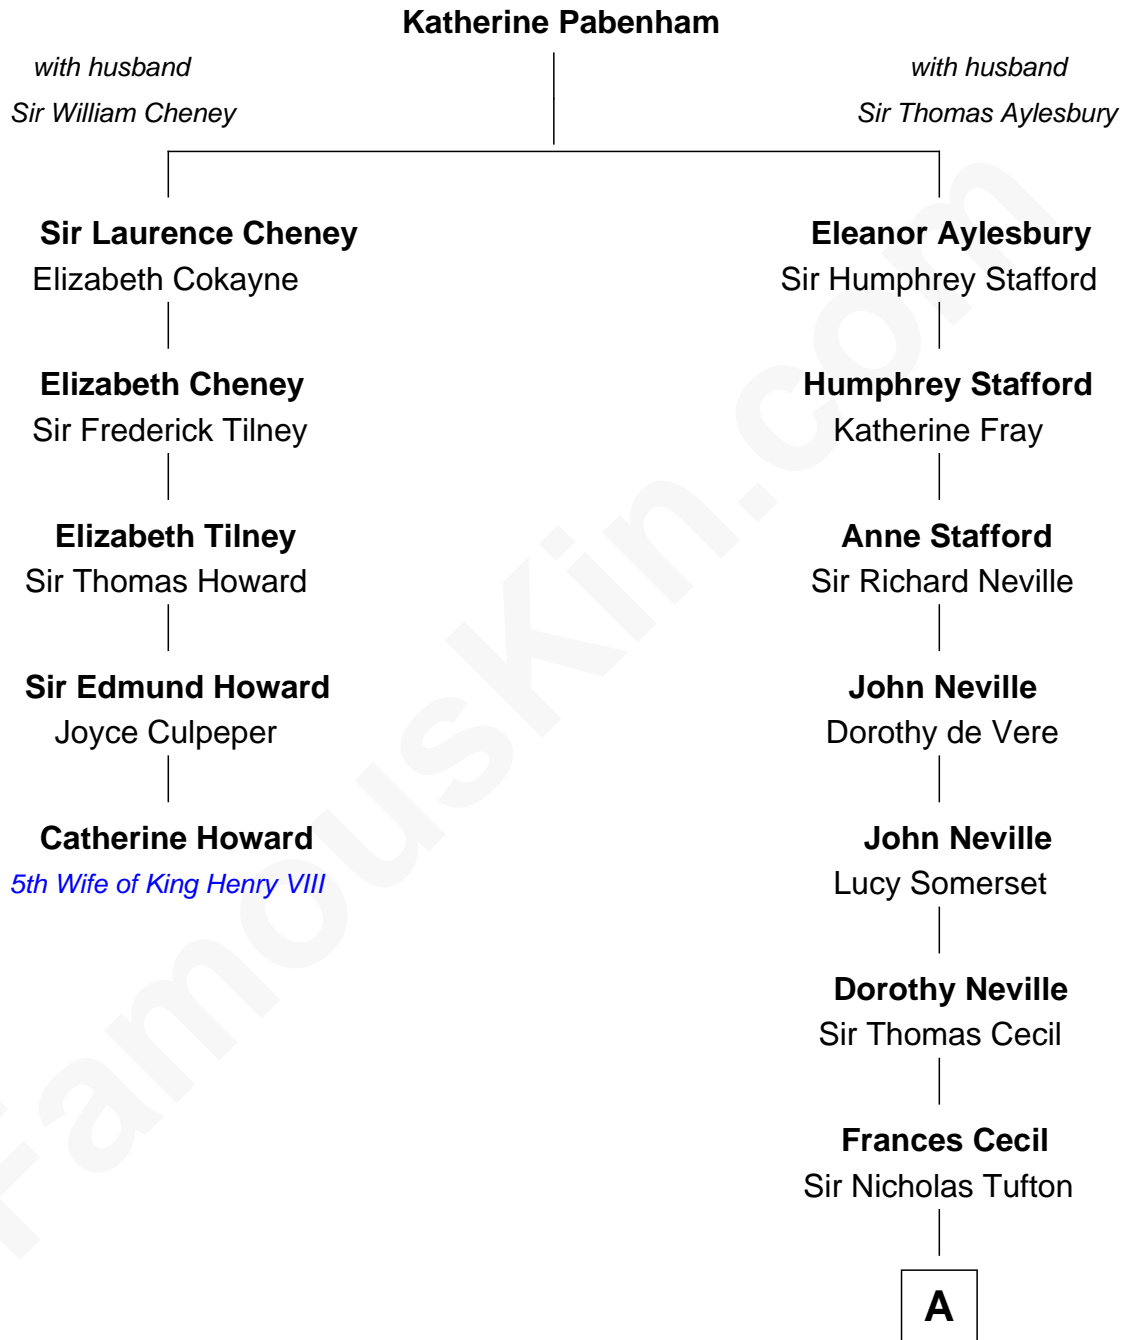 Katherine Pabenham
with husband
Sir William Cheney
with husband
Sir Thomas Aylesbury
Sir Laurence Cheney
Elizabeth Cokayne
Elizabeth Cheney
Sir Frederick Tilney
Elizabeth Tilney
Sir Thomas Howard
Sir Edmund Howard
Joyce Culpeper
Catherine Howard
5th Wife of King Henry VIII
Eleanor Aylesbury
Sir Humphrey Stafford
Humphrey Stafford
Katherine Fray
Anne Stafford
Sir Richard Neville
John Neville
Dorothy de Vere
John Neville
Lucy Somerset
Dorothy Neville
Sir Thomas Cecil
Frances Cecil
Sir Nicholas Tufton
A
FamousKin.com